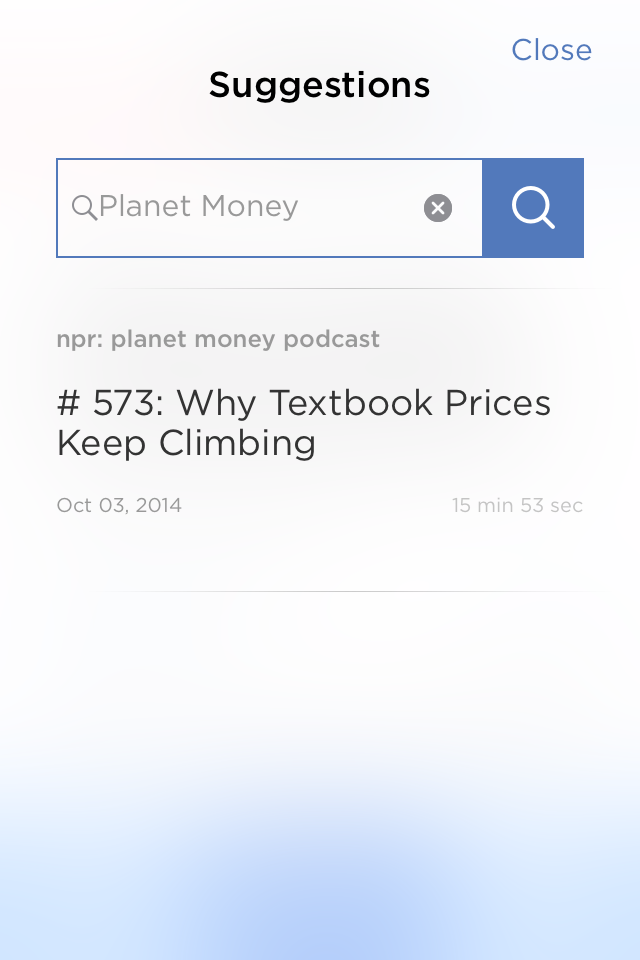 Close
Suggestions
Planet Money
npr: planet money podcast
# 573: Why Textbook Prices
Keep Climbing
Oct 03, 2014
15 min 53 sec